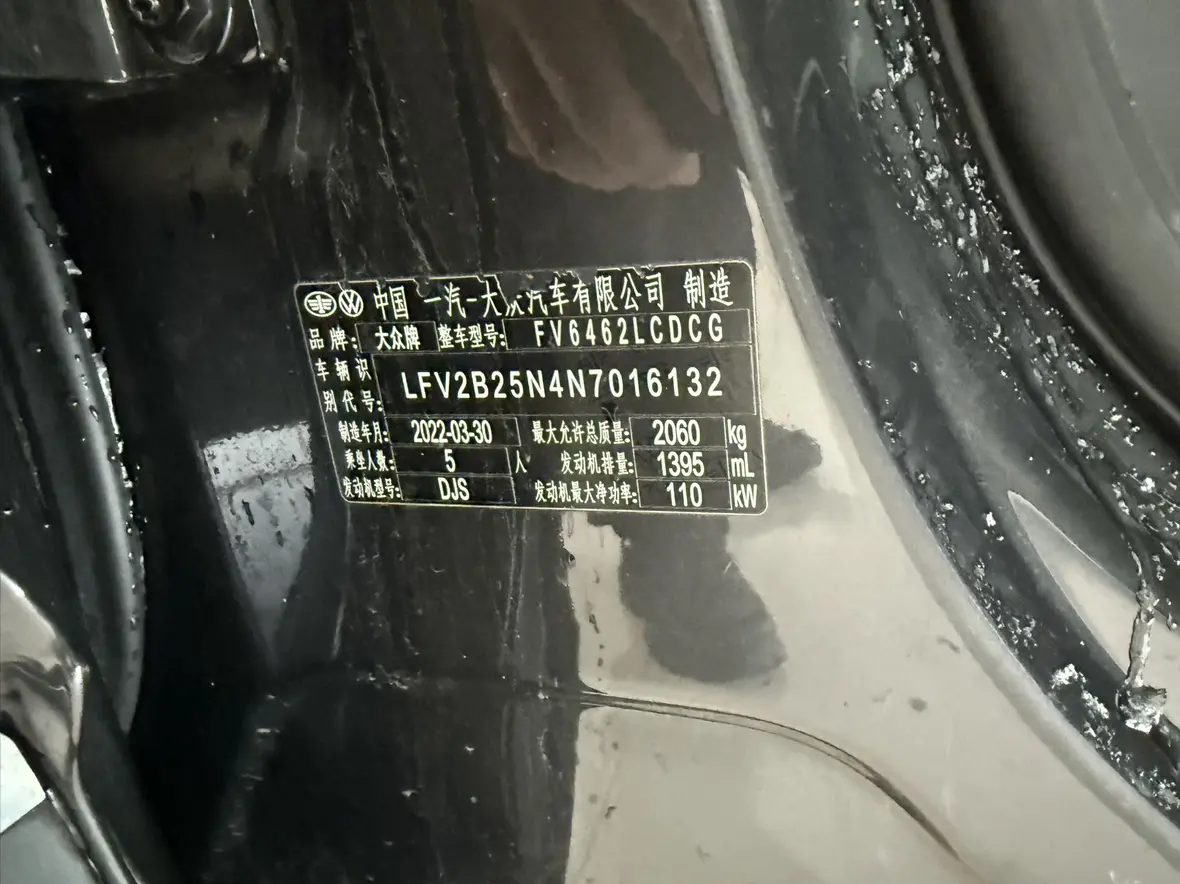 中国 一汽-大众汽车有限公司 制造
品牌: 大众牌 整车型号: FV6462LCDCG
车辆识
别代号: LFV2B25N4N7016132
制造年月: 2022-03-30 最大允许总质量: 2060 kg
乘坐人数: 5 人 发动机排量: 1395 mL
发动机型号: DJS 发动机最大净功率: 110 kW